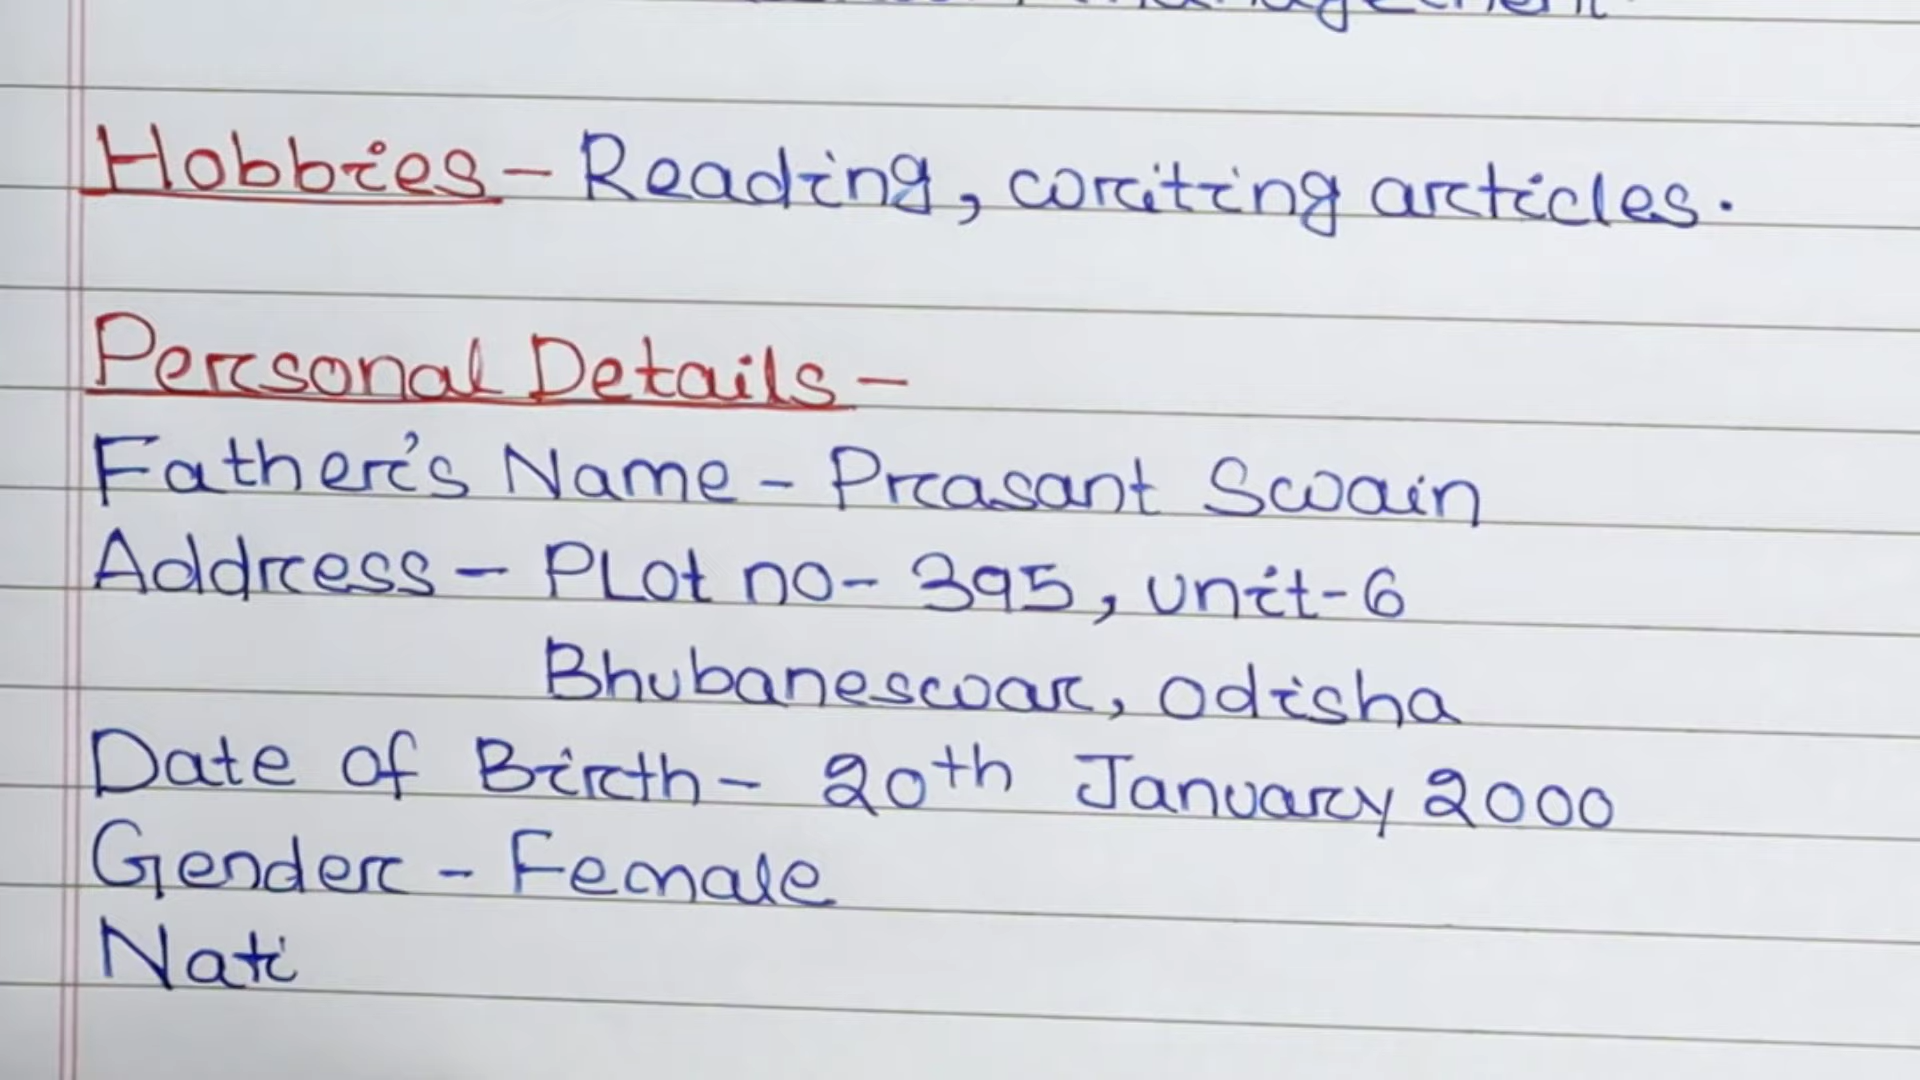 management
Hobbies - Reading, writing articles.
Personal Details -
Father's Name - Prasant Swain
Address - Plot no - 395, unit-6
Bhubaneswar, odisha
Date of Birth - 20th January 2000
Gender - Female
Nati